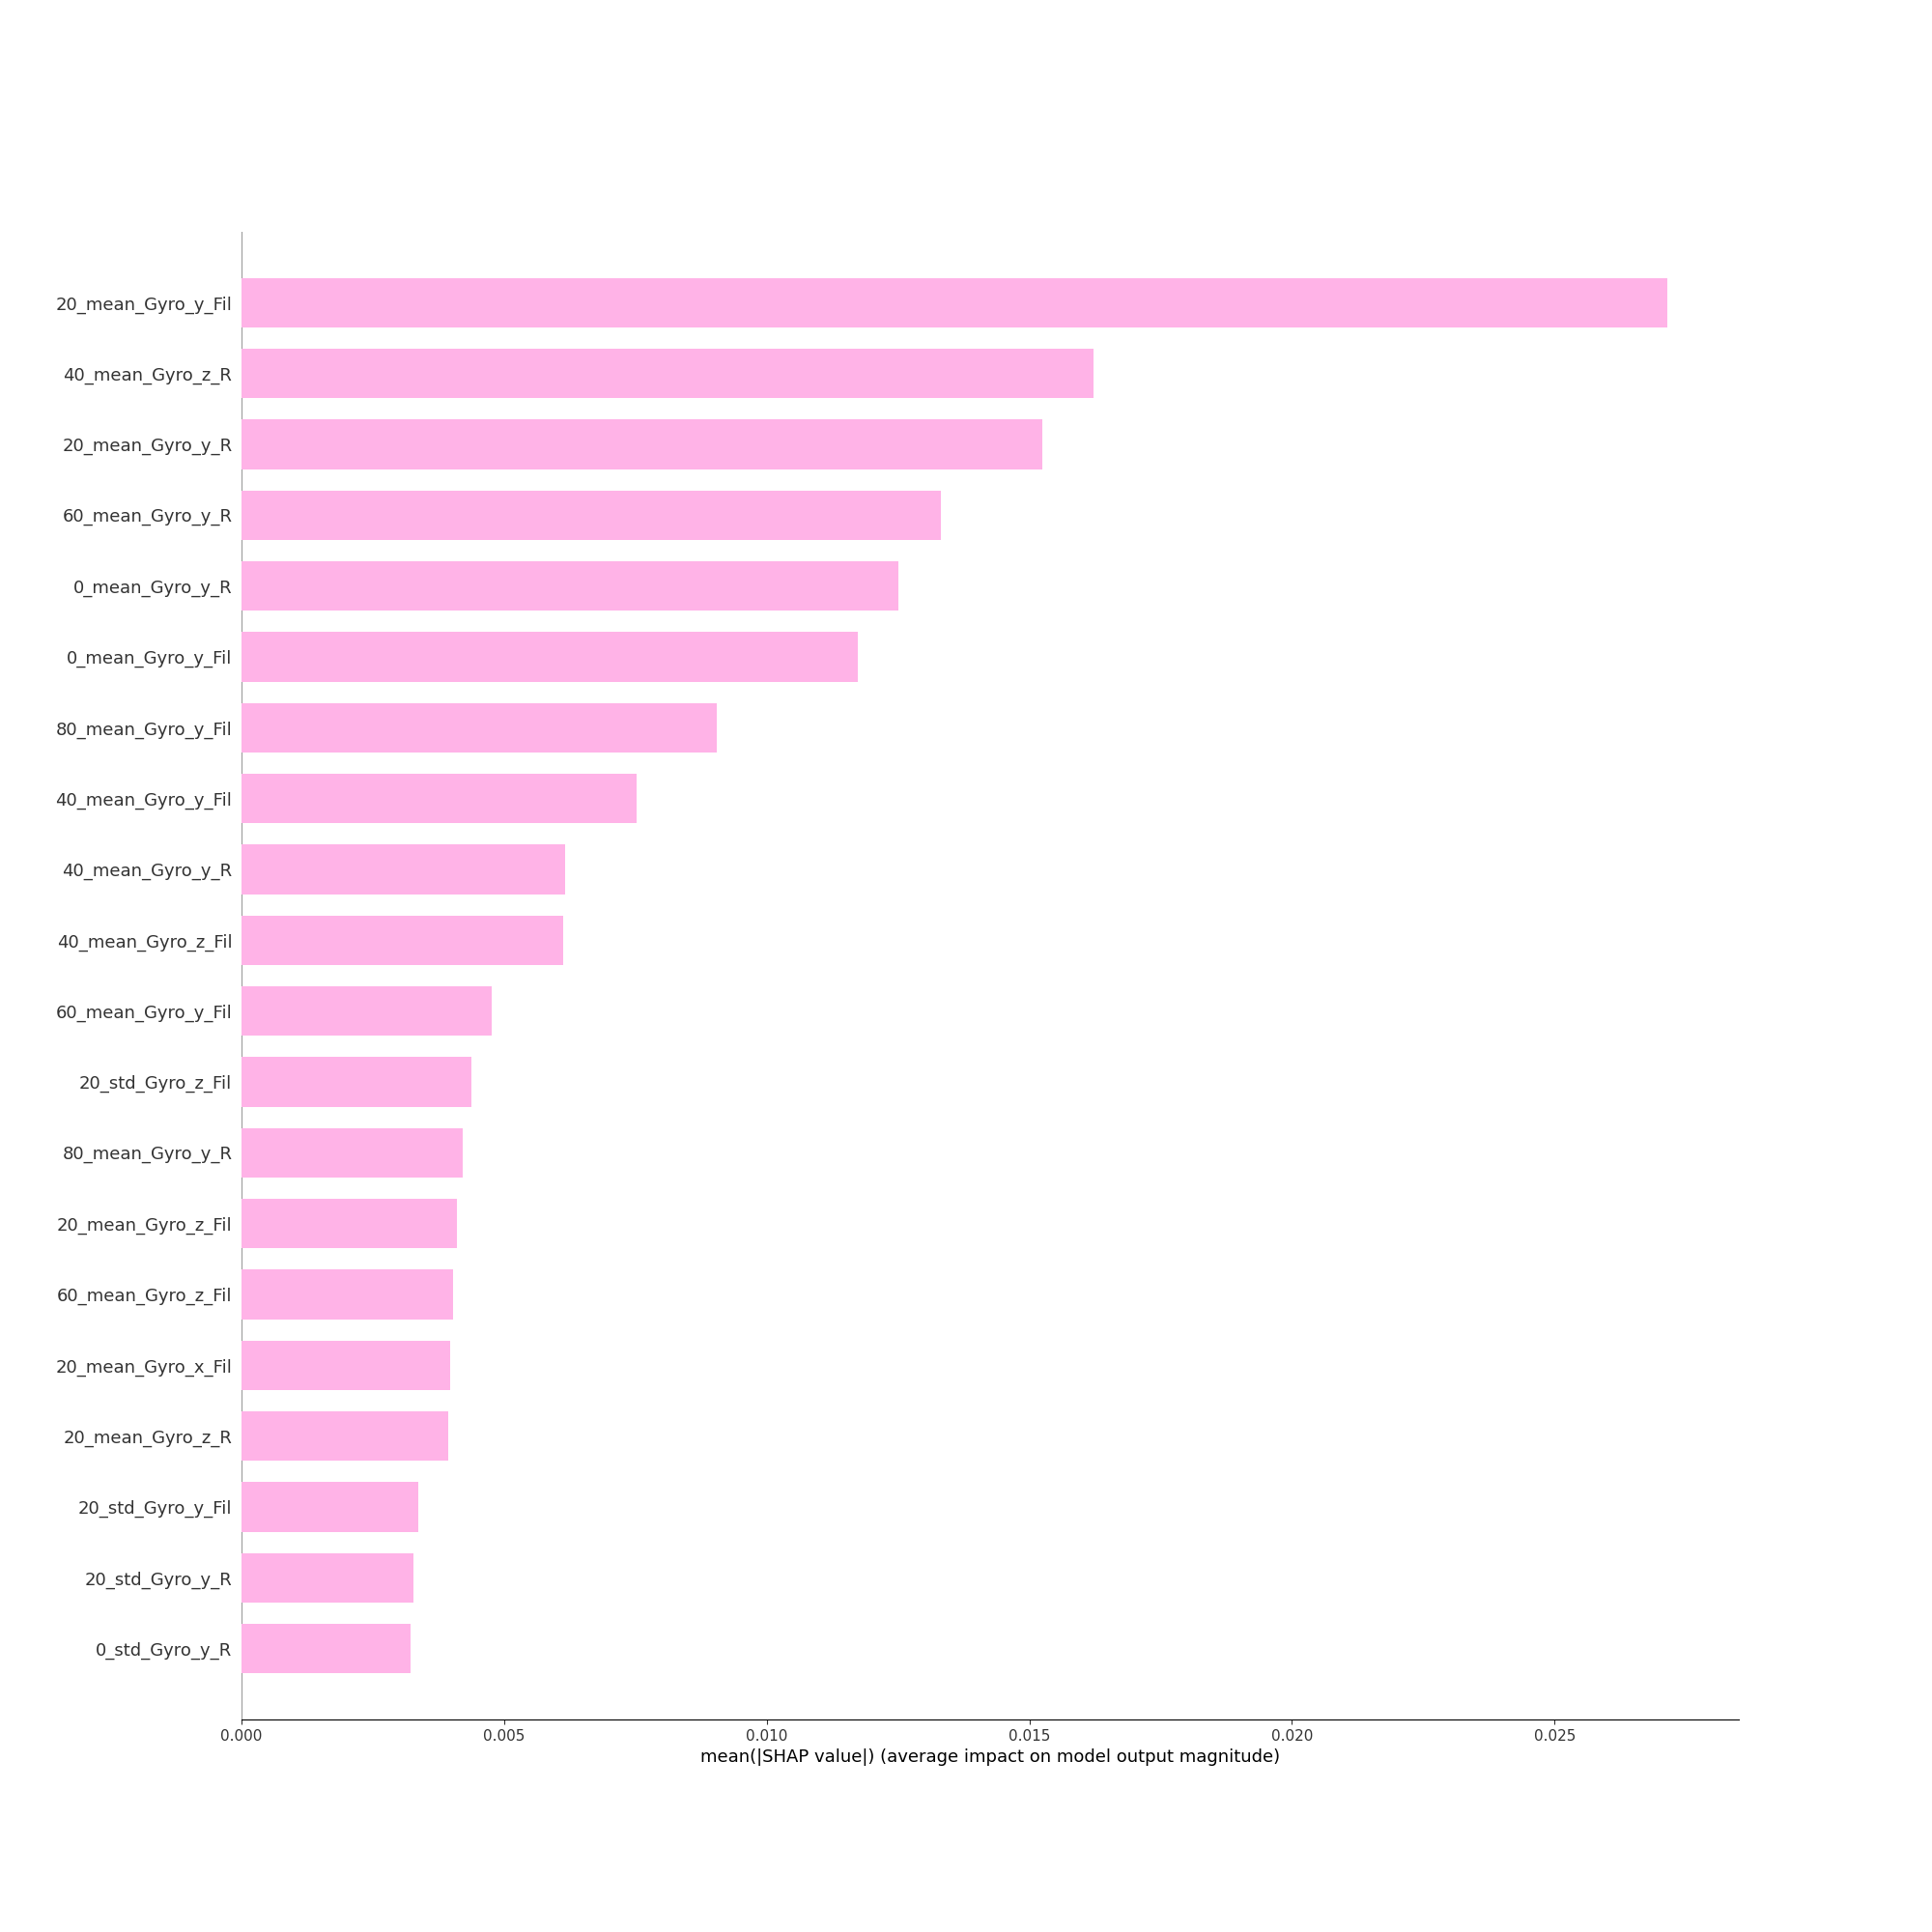 20_mean_Gyro_y_Fil
40_mean_Gyro_z_R
20_mean_Gyro_y_R
60_mean_Gyro_y_R
0_mean_Gyro_y_R
0_mean_Gyro_y_Fil
80_mean_Gyro_y_Fil
40_mean_Gyro_y_Fil
40_mean_Gyro_y_R
40_mean_Gyro_z_Fil
60_mean_Gyro_y_Fil
20_std_Gyro_z_Fil
80_mean_Gyro_y_R
20_mean_Gyro_z_Fil
60_mean_Gyro_z_Fil
20_mean_Gyro_x_Fil
20_mean_Gyro_z_R
20_std_Gyro_y_Fil
20_std_Gyro_y_R
0_std_Gyro_y_R
0.000 0.005 0.010 0.015 0.020 0.025
mean(|SHAP value|) (average impact on model output magnitude)